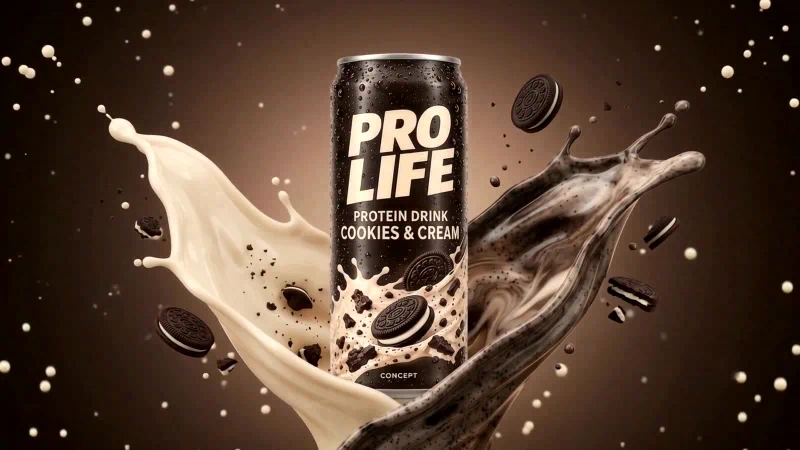 PRO
LIFE
PROTEIN DRINK
COOKIES & CREAM
CONCEPT